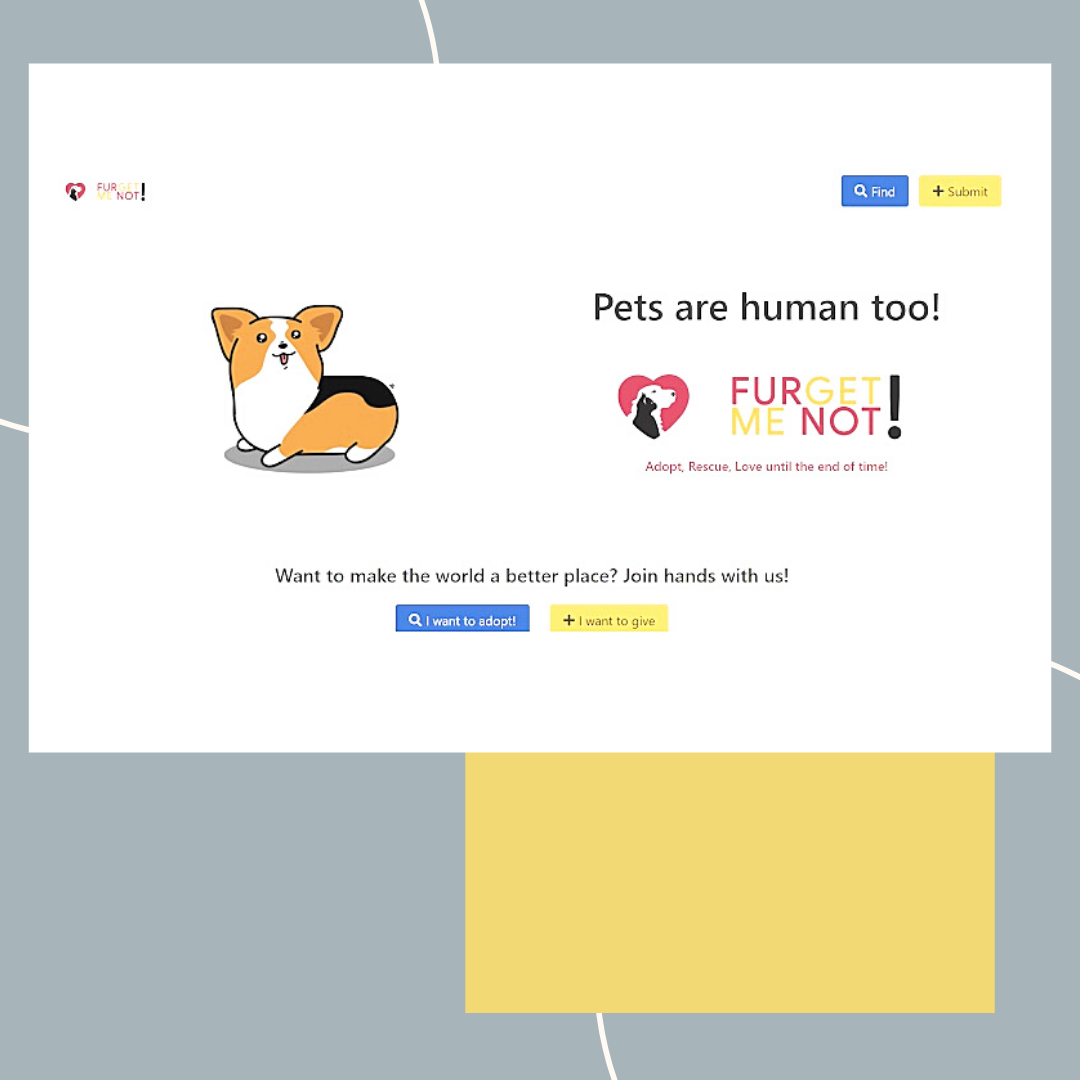 FURGET
ME NOT!
Find
Submit
Pets are human too!
FURGET
ME NOT!
Adopt, Rescue, Love until the end of time!
Want to make the world a better place? Join hands with us!
I want to adopt!
I want to give